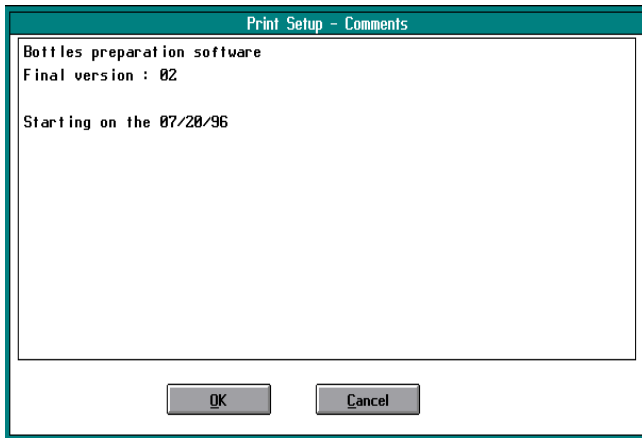 Print Setup - Comments
Bottles preparation software
Final version : 02
Starting on the 07/20/96
OK
Cancel